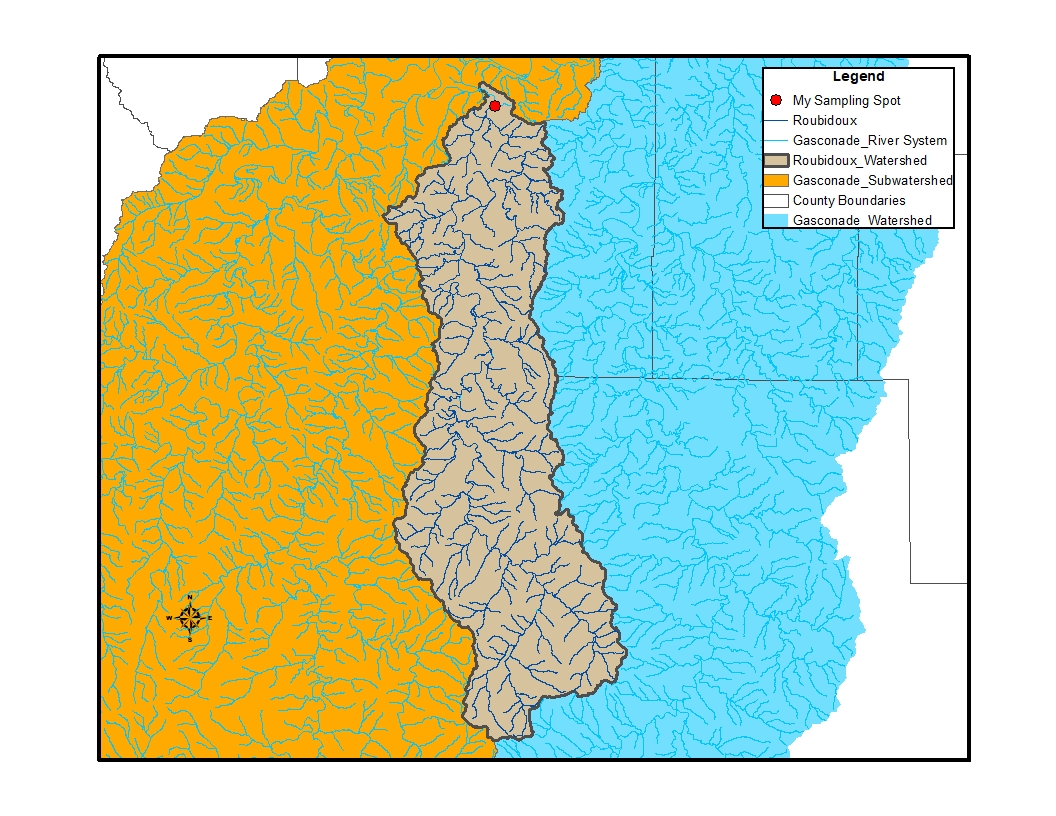 Legend
My Sampling Spot
Roubidoux
Gasconade_River System
Roubidoux_Watershed
Gasconade_Subwatershed
County Boundaries
Gasconade_Watershed
N
W E
S